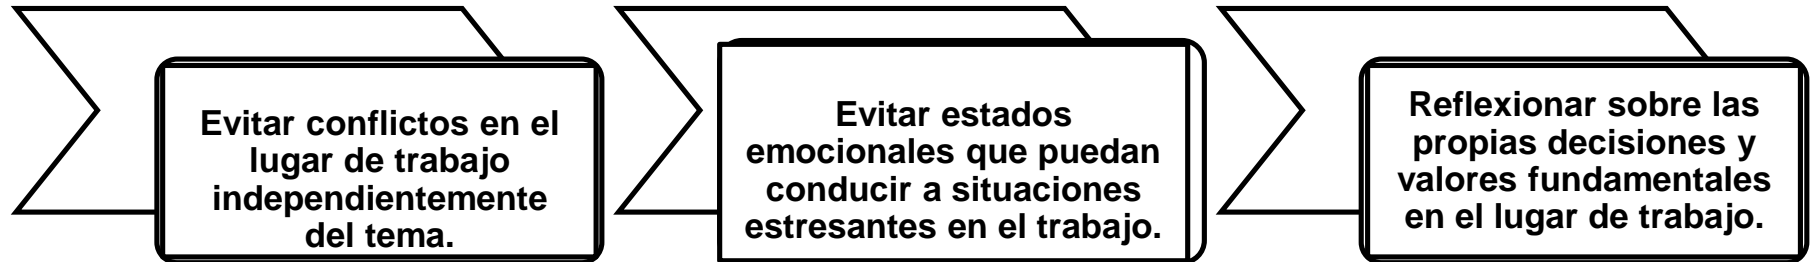 Evitar conflictos en el
lugar de trabajo
independientemente
del tema.
Evitar estados
emocionales que puedan
conducir a situaciones
estresantes en el trabajo.
Reflexionar sobre las
propias decisiones y
valores fundamentales
en el lugar de trabajo.